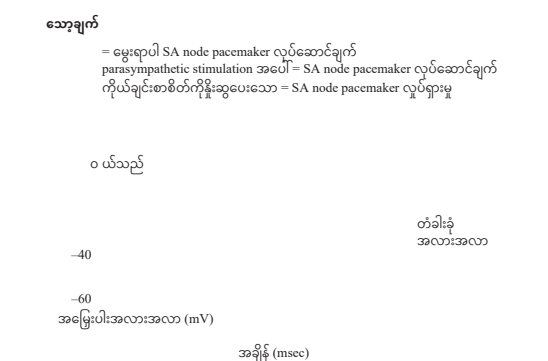 သော့ချက်
= မွေးရာပါ SA node pacemaker လုပ်ဆောင်ချက်
parasympathetic stimulation အပေါ် = SA node pacemaker လုပ်ဆောင်ချက်
ကိုယ်ချင်းစာစိတ်ကိုနှိုးဆွပေးသော = SA node pacemaker လှုပ်ရှားမှု
ဝ ယ်သည်
တံခါးခုံ
အလားအလာ
–40
–60
အမြှေးပါးအလားအလာ (mV)
အချိန် (msec)